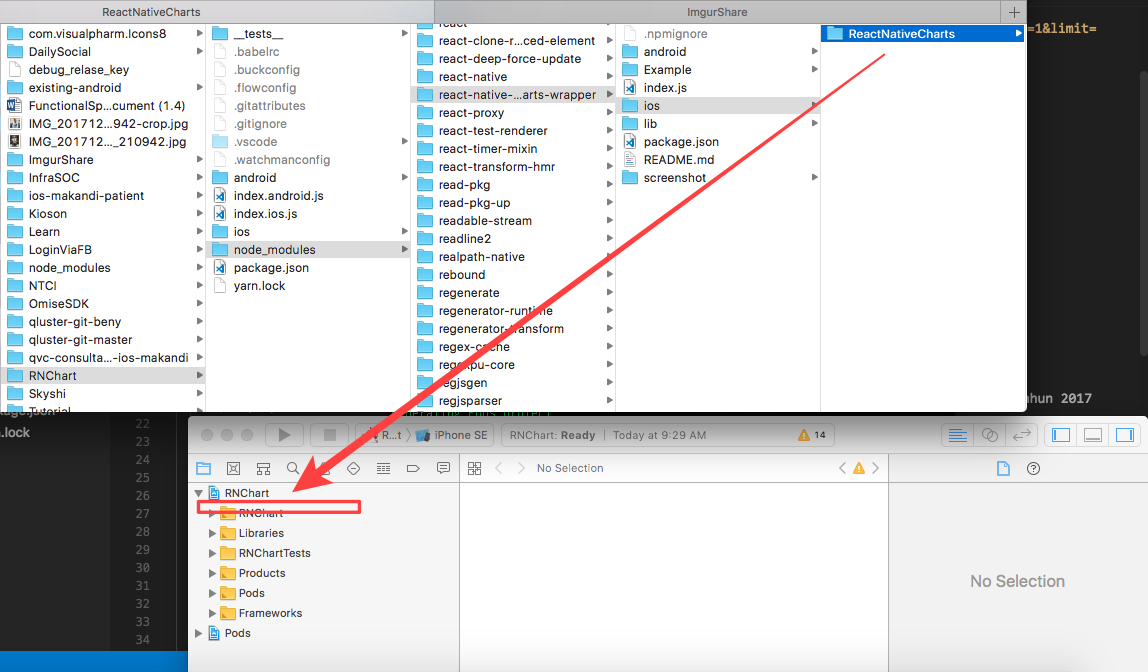 ReactNativeCharts
ImgurShare
com.visualpharm.Icons8
DailySocial
debug_relase_key
existing-android
FunctionalSp...cument (1.4)
IMG_201712...942-crop.jpg
IMG_201712..._210942.jpg
ImgurShare
InfraSOC
ios-makandi-patient
Kioson
Learn
LoginViaFB
node_modules
NTCI
OmiseSDK
qluster-git-beny
qluster-git-master
qvc-consulta...-ios-makandi
RNChart
Skyshi
Tutorial
__tests__
.babelrc
.buckconfig
.flowconfig
.gitattributes
.gitignore
.vscode
.watchmanconfig
android
index.android.js
index.ios.js
ios
node_modules
package.json
yarn.lock
react
react-clone-r...ced-element
react-deep-force-update
react-native
react-native-...arts-wrapper
react-proxy
react-test-renderer
react-timer-mixin
react-transform-hmr
read-pkg
read-pkg-up
readable-stream
readline2
realpath-native
rebound
regenerate
regenerator-runtime
regenerator-transform
regex-cache
regexpu-core
regjsgen
regjsparser
.npmignore
android
Example
index.js
ios
lib
package.json
README.md
screenshot
ReactNativeCharts
=1&limit=
ahun 2017
.lock
22
23
24
25
26
27
28
29
30
31
32
33
34
R...t
iPhone SE
RNChart: Ready | Today at 9:29 AM
14
No Selection
RNChart
RNChart
Libraries
RNChartTests
Products
Pods
Frameworks
Pods
No Selection